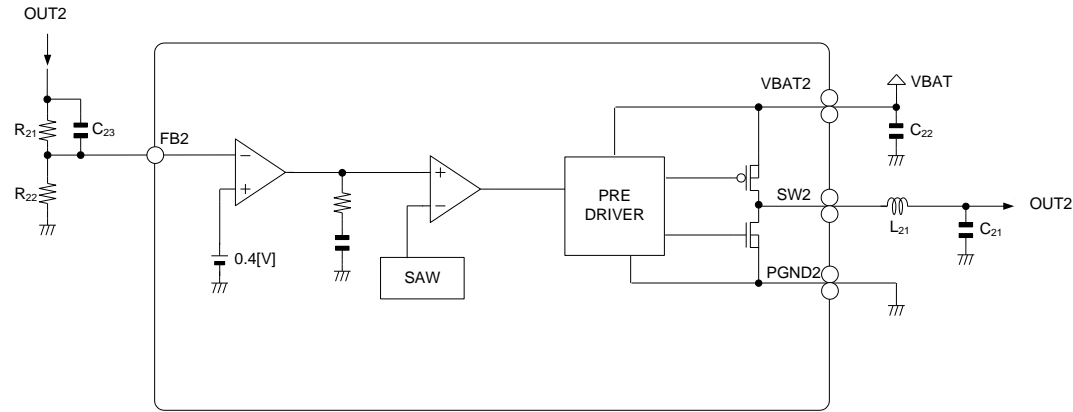 OUT2
R21
C23
R22
FB2
−
+
0.4[V]
+
−
SAW
PRE
DRIVER
VBAT2
VBAT
C22
SW2
L21
C21
OUT2
PGND2